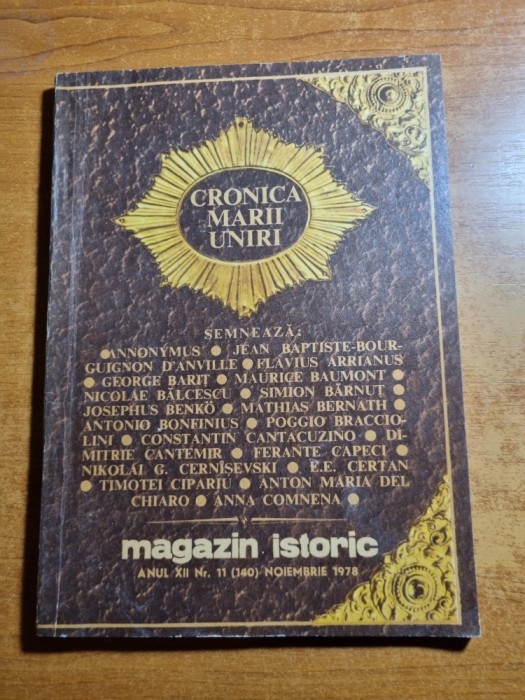 CRONICA
MARII
UNIRI
SEMNEAZĂ:
●ANNONYMUS ● JEAN BAPTISTE-BOUR-
GUIGNON D'ANVILLE ● FLAVIUS ARRIANUS
● GEORGE BARIȚ ● MAURICE BAUMONT ●
NICOLAE BĂLCESCU ● SIMION BĂRNUȚ ●
JOSEPHUS BENKÖ ● MATHIAS BERNATH ●
ANTONIO BONFINIUS ● POGGIO BRACCIO-
LINI ● CONSTANTIN CANTACUZINO ● DI-
MITRIE CANTEMIR ● FERANTE CAPECI ●
NIKOLAI G. CERNÎȘEVSKI ● E.E. CERTAN
● TIMOTEI CIPARIU ● ANTON MARIA DEL
CHIARO ● ANNA COMNENA ●
magazin istoric
ANUL XII Nr. 11 (140) NOIEMBRIE 1978